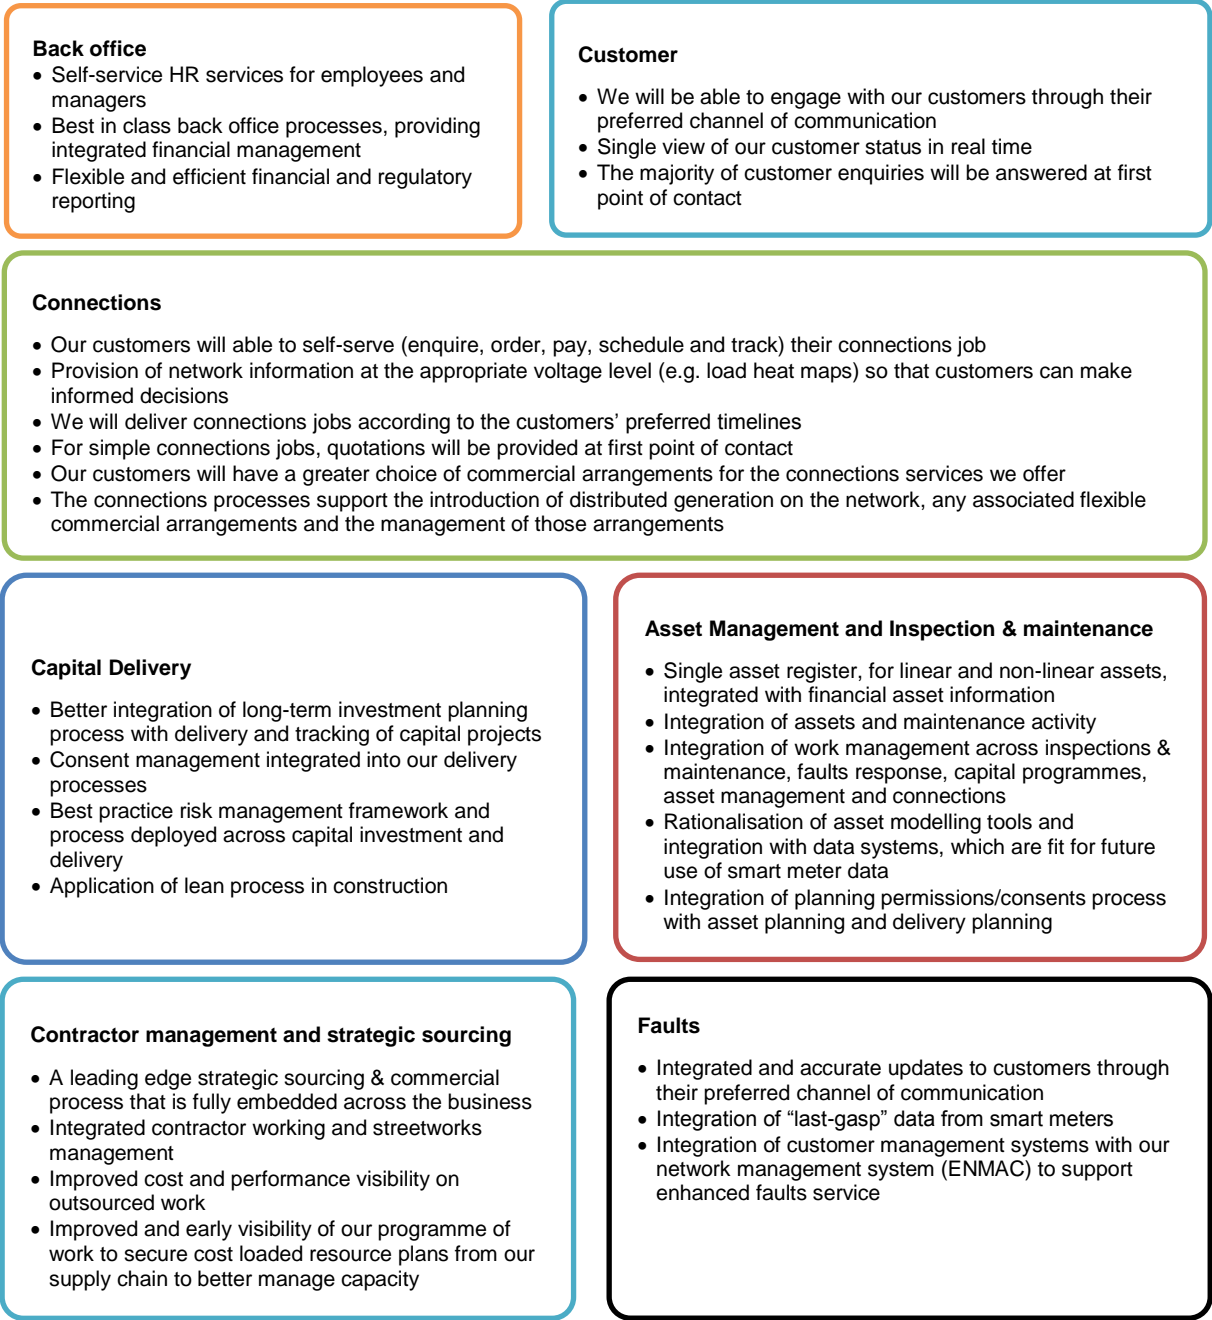 Back office
• Self-service HR services for employees and
managers
• Best in class back office processes, providing
integrated financial management
• Flexible and efficient financial and regulatory
reporting
Customer
• We will be able to engage with our customers through their
preferred channel of communication
• Single view of our customer status in real time
• The majority of customer enquiries will be answered at first
point of contact
Connections
• Our customers will able to self-serve (enquire, order, pay, schedule and track) their connections job
• Provision of network information at the appropriate voltage level (e.g. load heat maps) so that customers can make
informed decisions
• We will deliver connections jobs according to the customers’ preferred timelines
• For simple connections jobs, quotations will be provided at first point of contact
• Our customers will have a greater choice of commercial arrangements for the connections services we offer
• The connections processes support the introduction of distributed generation on the network, any associated flexible
commercial arrangements and the management of those arrangements
Capital Delivery
• Better integration of long-term investment planning
process with delivery and tracking of capital projects
• Consent management integrated into our delivery
processes
• Best practice risk management framework and
process deployed across capital investment and
delivery
• Application of lean process in construction
Asset Management and Inspection & maintenance
• Single asset register, for linear and non-linear assets,
integrated with financial asset information
• Integration of assets and maintenance activity
• Integration of work management across inspections &
maintenance, faults response, capital programmes,
asset management and connections
• Rationalisation of asset modelling tools and
integration with data systems, which are fit for future
use of smart meter data
• Integration of planning permissions/consents process
with asset planning and delivery planning
Contractor management and strategic sourcing
• A leading edge strategic sourcing & commercial
process that is fully embedded across the business
• Integrated contractor working and streetworks
management
• Improved cost and performance visibility on
outsourced work
• Improved and early visibility of our programme of
work to secure cost loaded resource plans from our
supply chain to better manage capacity
Faults
• Integrated and accurate updates to customers through
their preferred channel of communication
• Integration of “last-gasp” data from smart meters
• Integration of customer management systems with our
network management system (ENMAC) to support
enhanced faults service